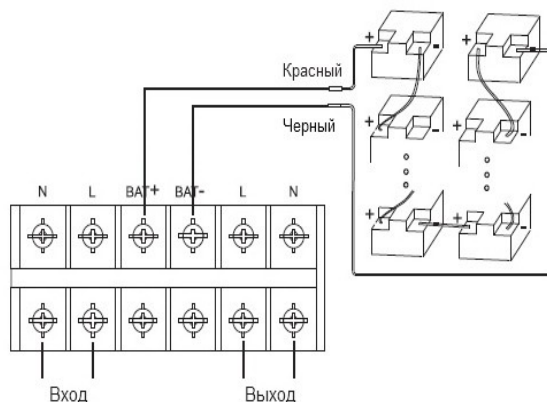 + - + -
Красный
Черный
+ - + -
N L BAT+ BAT- L N
+ - + -
Вход Выход